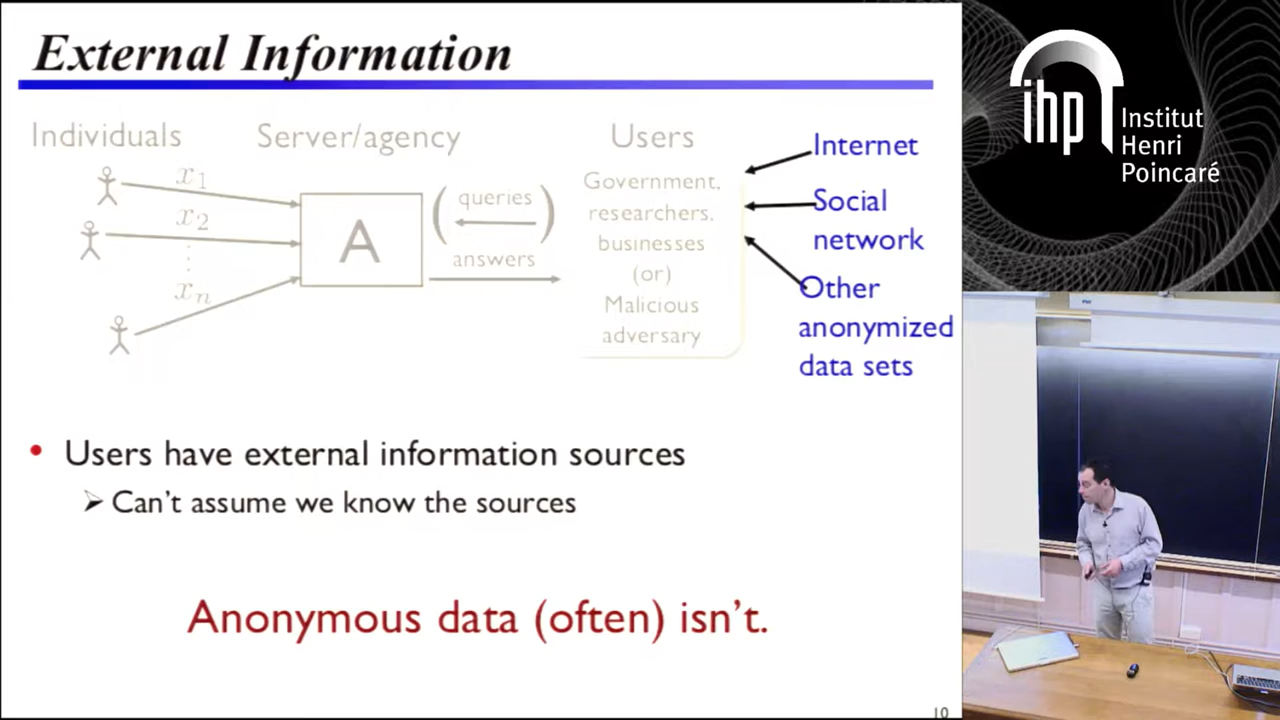 External Information
Individuals
Server/agency
Users
x1
x2
xn
A
queries
answers
Government,
researchers,
businesses
(or)
Malicious
adversary
Internet
Social
network
Other
anonymized
data sets
• Users have external information sources
➢ Can't assume we know the sources
Anonymous data (often) isn't.
10
ihp
Institut
Henri
Poincaré